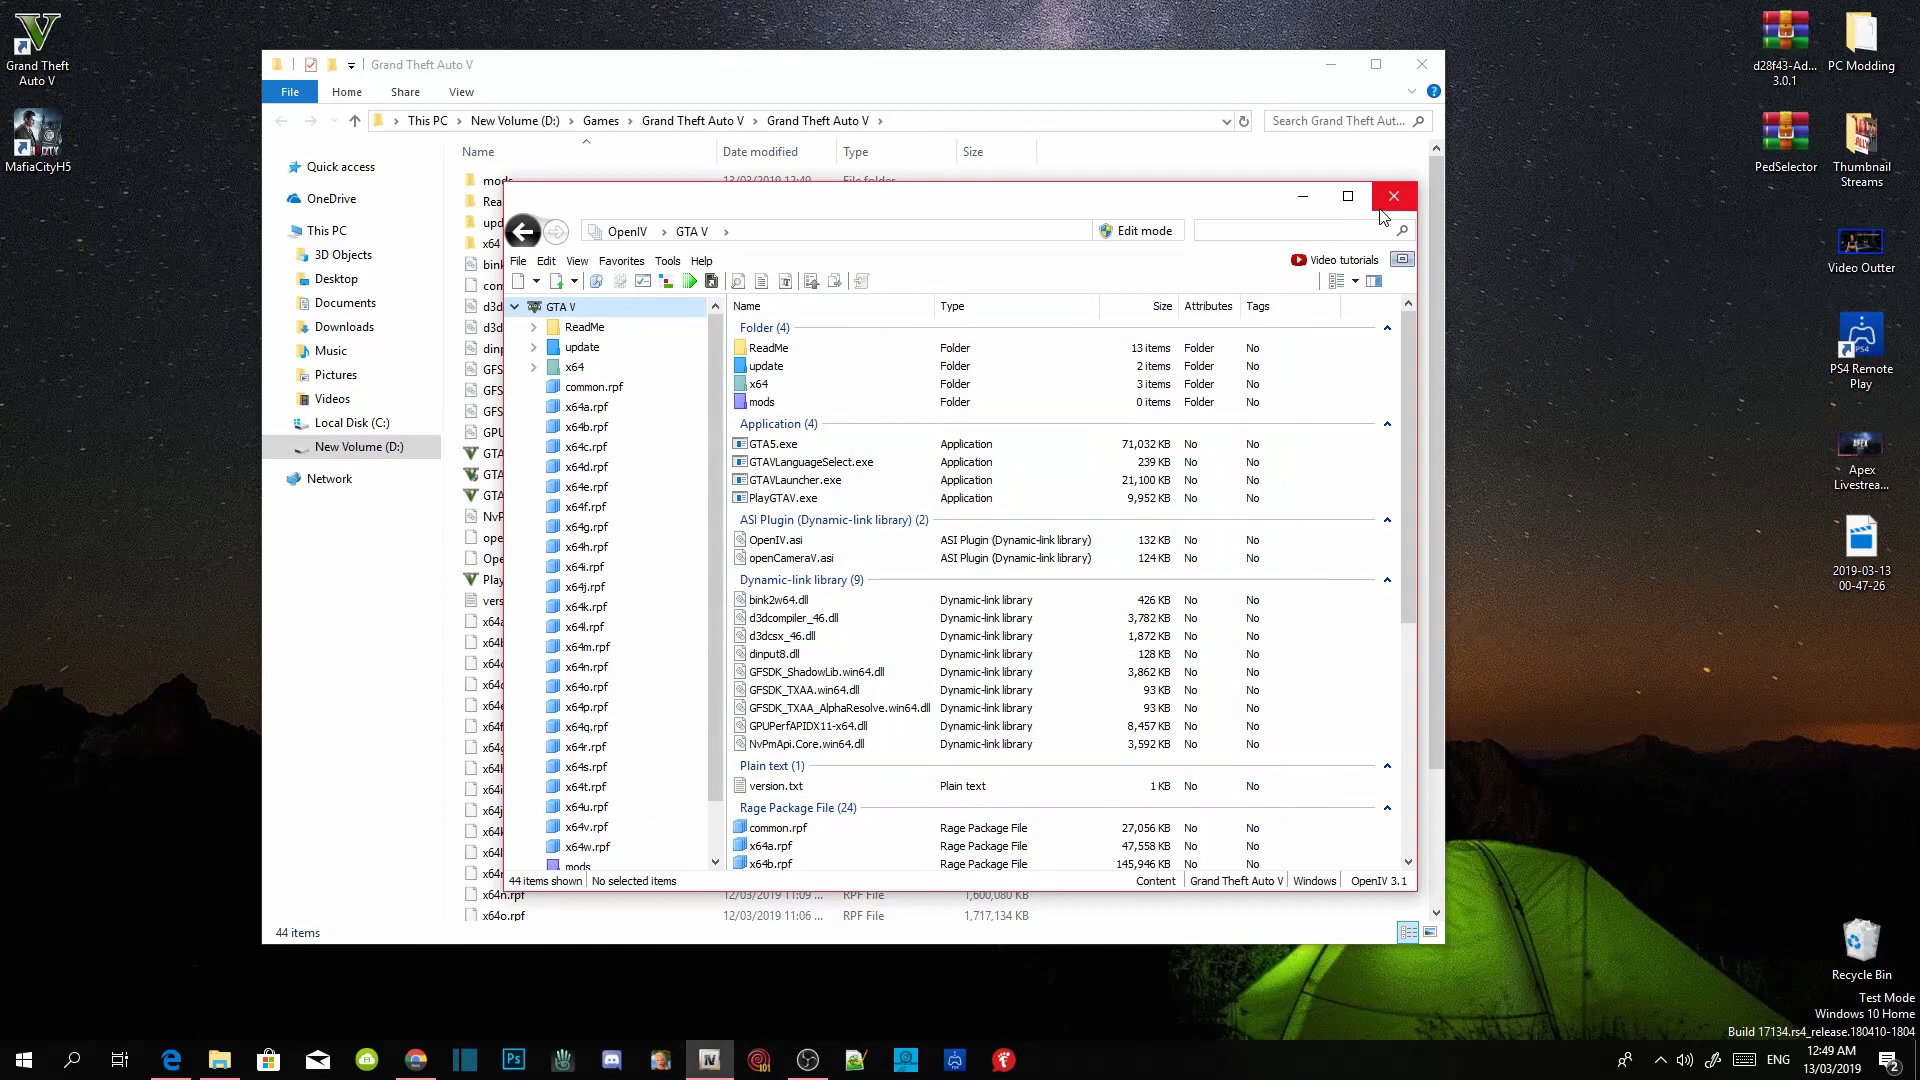 Grand Theft
Auto V
MafiaCityH5
Grand Theft Auto V
File
Home
Share
View
This PC
New Volume (D:)
Games
Grand Theft Auto V
Grand Theft Auto V
Search Grand Theft Aut...
Name
Date modified
Type
Size
Quick access
OneDrive
This PC
3D Objects
Desktop
Documents
Downloads
Music
Pictures
Videos
Local Disk (C:)
New Volume (D:)
Network
x64
x64o.rpf 12/03/2019 11:06 ... RPF File 1,717,134 KB
x64n.rpf 12/03/2019 11:09 ... RPF File 1,600,080 KB
44 items
OpenIV
GTA V
Edit mode
File Edit View Favorites Tools Help
Video tutorials
GTA V
ReadMe
update
x64
common.rpf
x64a.rpf
x64b.rpf
x64c.rpf
x64d.rpf
x64e.rpf
x64f.rpf
x64g.rpf
x64h.rpf
x64i.rpf
x64j.rpf
x64k.rpf
x64l.rpf
x64m.rpf
x64n.rpf
x64o.rpf
x64p.rpf
x64q.rpf
x64r.rpf
x64s.rpf
x64t.rpf
x64u.rpf
x64v.rpf
x64w.rpf
mods
Name Type Size Attributes Tags
Folder (4)
ReadMe Folder 13 items Folder No
update Folder 2 items Folder No
x64 Folder 3 items Folder No
mods Folder 0 items Folder No
Application (4)
GTA5.exe Application 71,032 KB No No
GTAVLanguageSelect.exe Application 239 KB No No
GTAVLauncher.exe Application 21,100 KB No No
PlayGTAV.exe Application 9,952 KB No No
ASI Plugin (Dynamic-link library) (2)
OpenIV.asi ASI Plugin (Dynamic-link library) 132 KB No No
openCameraV.asi ASI Plugin (Dynamic-link library) 124 KB No No
Dynamic-link library (9)
bink2w64.dll Dynamic-link library 426 KB No No
d3dcompiler_46.dll Dynamic-link library 3,782 KB No No
d3dcsx_46.dll Dynamic-link library 1,872 KB No No
dinput8.dll Dynamic-link library 128 KB No No
GFSDK_ShadowLib.win64.dll Dynamic-link library 3,862 KB No No
GFSDK_TXAA.win64.dll Dynamic-link library 93 KB No No
GFSDK_TXAA_AlphaResolve.win64.dll Dynamic-link library 93 KB No No
GPUPerfAPIDX11-x64.dll Dynamic-link library 8,457 KB No No
NvPmApi.Core.win64.dll Dynamic-link library 3,592 KB No No
Plain text (1)
version.txt Plain text 1 KB No No
Rage Package File (24)
common.rpf Rage Package File 27,056 KB No No
x64a.rpf Rage Package File 47,558 KB No No
x64b.rpf Rage Package File 145,946 KB No No
44 items shown
No selected items
Content
Grand Theft Auto V
Windows
OpenIV 3.1
d28f43-Ad...
3.0.1
PC Modding
PedSelector
Thumbnail
Streams
Video Outter
PS4 Remote
Play
Apex
Livestrea...
2019-03-13
00-47-26
Recycle Bin
Test Mode
Windows 10 Home
Build 17134.rs4_release.180410-1804
ENG
12:49 AM
13/03/2019
2